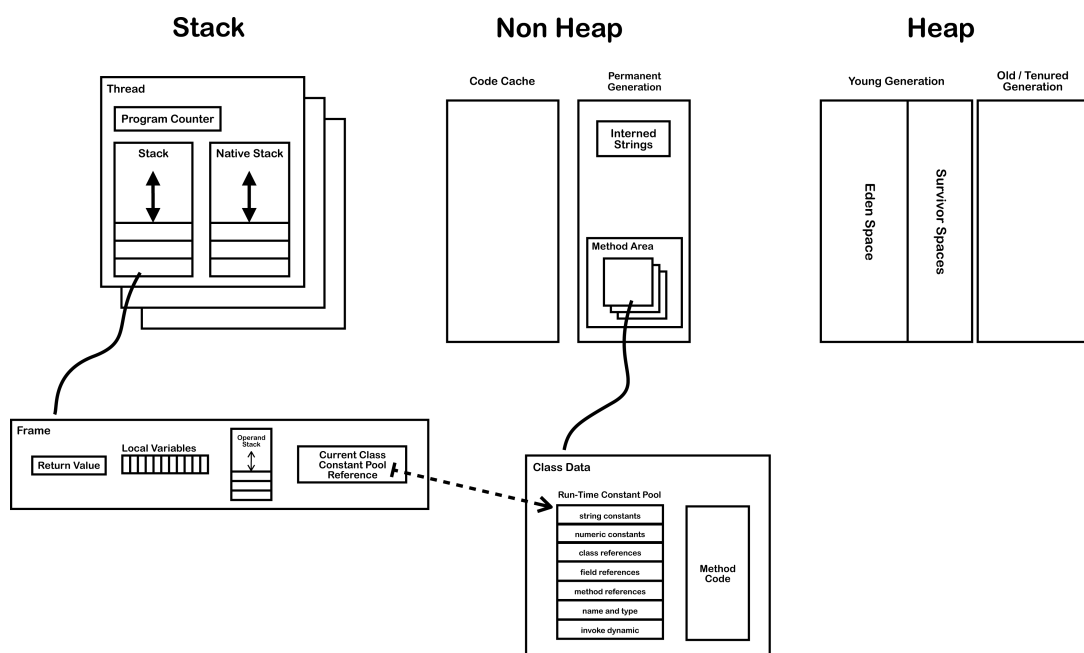 Stack
Non Heap
Heap
Thread
Program Counter
Stack
Native Stack
Code Cache
Permanent
Generation
Interned
Strings
Method Area
Young Generation
Old / Tenured
Generation
Eden Space
Survivor Spaces
Frame
Return Value
Local Variables
Operand
Stack
Current Class
Constant Pool
Reference
Class Data
Run-Time Constant Pool
string constants
numeric constants
class references
field references
method references
name and type
invoke dynamic
Method
Code